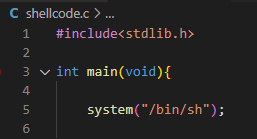 shellcode.c > ...
1 #include<stdlib.h>
2
3 int main(void){
4
5 system("/bin/sh");
6